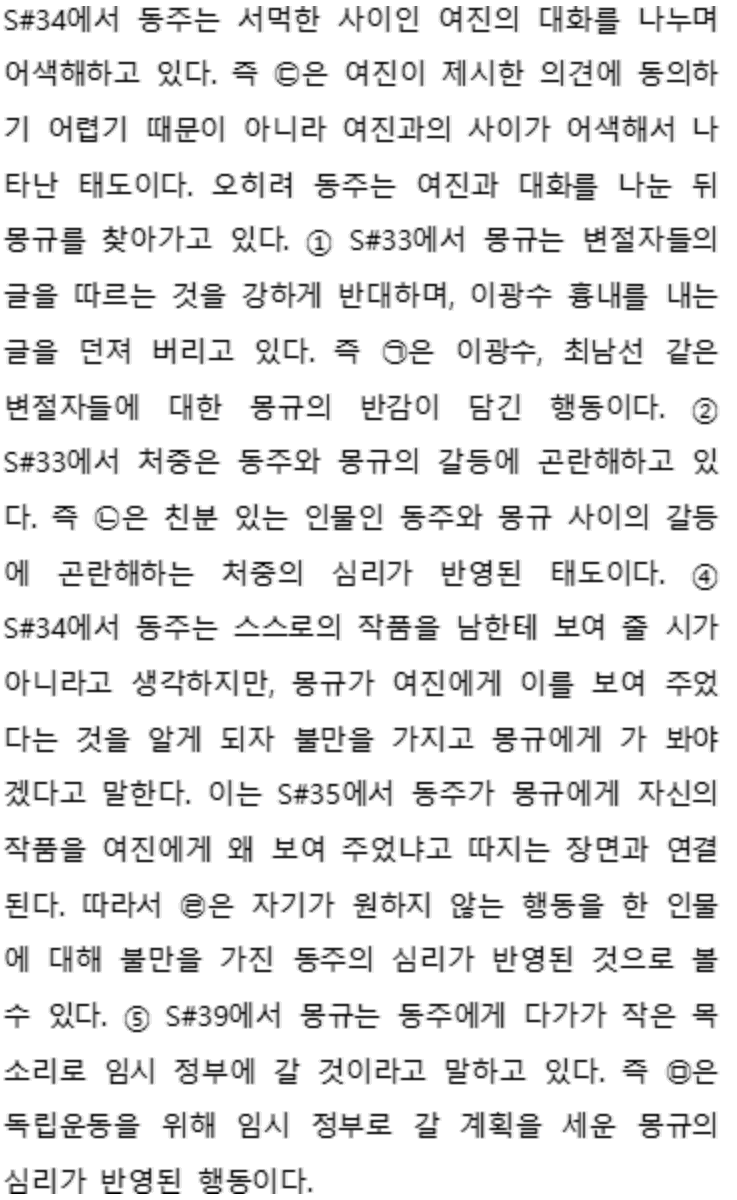 S#34에서 동주는 서먹한 사이인 여진의 대화를 나누며
어색해하고 있다. 즉 ㉢은 여진이 제시한 의견에 동의하
기 어렵기 때문이 아니라 여진과의 사이가 어색해서 나
타난 태도이다. 오히려 동주는 여진과 대화를 나눈 뒤
몽규를 찾아가고 있다. ① S#33에서 몽규는 변절자들의
글을 따르는 것을 강하게 반대하며, 이광수 흉내를 내는
글을 던져 버리고 있다. 즉 ㉠은 이광수, 최남선 같은
변절자들에 대한 몽규의 반감이 담긴 행동이다. ②
S#33에서 처중은 동주와 몽규의 갈등에 곤란해하고 있
다. 즉 ㉡은 친분 있는 인물인 동주와 몽규 사이의 갈등
에 곤란해하는 처중의 심리가 반영된 태도이다. ④
S#34에서 동주는 스스로의 작품을 남한테 보여 줄 시가
아니라고 생각하지만, 몽규가 여진에게 이를 보여 주었
다는 것을 알게 되자 불만을 가지고 몽규에게 가 봐야
겠다고 말한다. 이는 S#35에서 동주가 몽규에게 자신의
작품을 여진에게 왜 보여 주었냐고 따지는 장면과 연결
된다. 따라서 ㉣은 자기가 원하지 않는 행동을 한 인물
에 대해 불만을 가진 동주의 심리가 반영된 것으로 볼
수 있다. ⑤ S#39에서 몽규는 동주에게 다가가 작은 목
소리로 임시 정부에 갈 것이라고 말하고 있다. 즉 ㉤은
독립운동을 위해 임시 정부로 갈 계획을 세운 몽규의
심리가 반영된 행동이다.